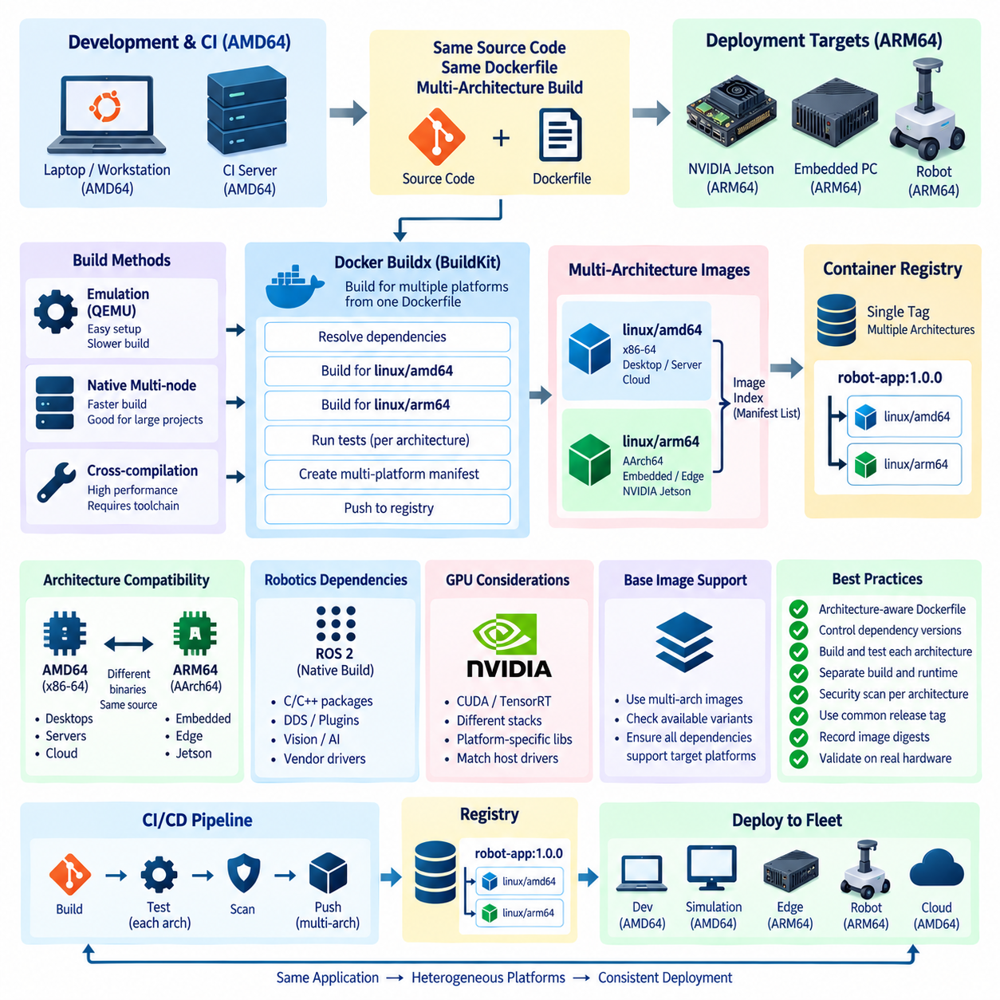 Development & CI (AMD64)
Laptop / Workstation
(AMD64)
CI Server
(AMD64)
Same Source Code
Same Dockerfile
Multi-Architecture Build
+
Source Code
Dockerfile
Deployment Targets (ARM64)
NVIDIA Jetson
(ARM64)
Embedded PC
(ARM64)
Robot
(ARM64)
Build Methods
Emulation
(QEMU)
Easy setup
Slower build
Native Multi-node
Faster build
Good for large projects
Cross-compilation
High performance
Requires toolchain
Docker Buildx (BuildKit)
Build for multiple platforms
from one Dockerfile
Resolve dependencies
Build for linux/amd64
Build for linux/arm64
Run tests (per architecture)
Create multi-platform manifest
Push to registry
Multi-Architecture Images
linux/amd64
x86-64
Desktop / Server
Cloud
linux/arm64
AArch64
Embedded / Edge
NVIDIA Jetson
Image
Index
(Manifest List)
Container Registry
Single Tag
Multiple Architectures
robot-app:1.0.0
linux/amd64
linux/arm64
Architecture Compatibility
AMD64
(x86-64)
• Desktops
• Servers
• Cloud
Different
binaries
Same source
A
ARM64
(AArch64)
• Embedded
• Edge
• Jetson
Robotics Dependencies
ROS 2
(Native Build)
• C/C++ packages
• DDS / Plugins
• Vision / AI
• Vendor drivers
GPU Considerations
NVIDIA
• CUDA / TensorRT
• Different stacks
• Platform-specific libs
• Match host drivers
Base Image Support
• Use multi-arch images
• Check available variants
• Ensure all dependencies
support target platforms
Best Practices
Architecture-aware Dockerfile
Control dependency versions
Build and test each architecture
Separate build and runtime
Security scan per architecture
Use common release tag
Record image digests
Validate on real hardware
CI/CD Pipeline
Build
Test
(each arch)
Scan
Push
(multi-arch)
Registry
robot-app:1.0.0
linux/amd64
linux/arm64
Deploy to Fleet
Dev
(AMD64)
Simulation
(AMD64)
Edge
(ARM64)
Robot
(ARM64)
Cloud
(AMD64)
Same Application → Heterogeneous Platforms → Consistent Deployment